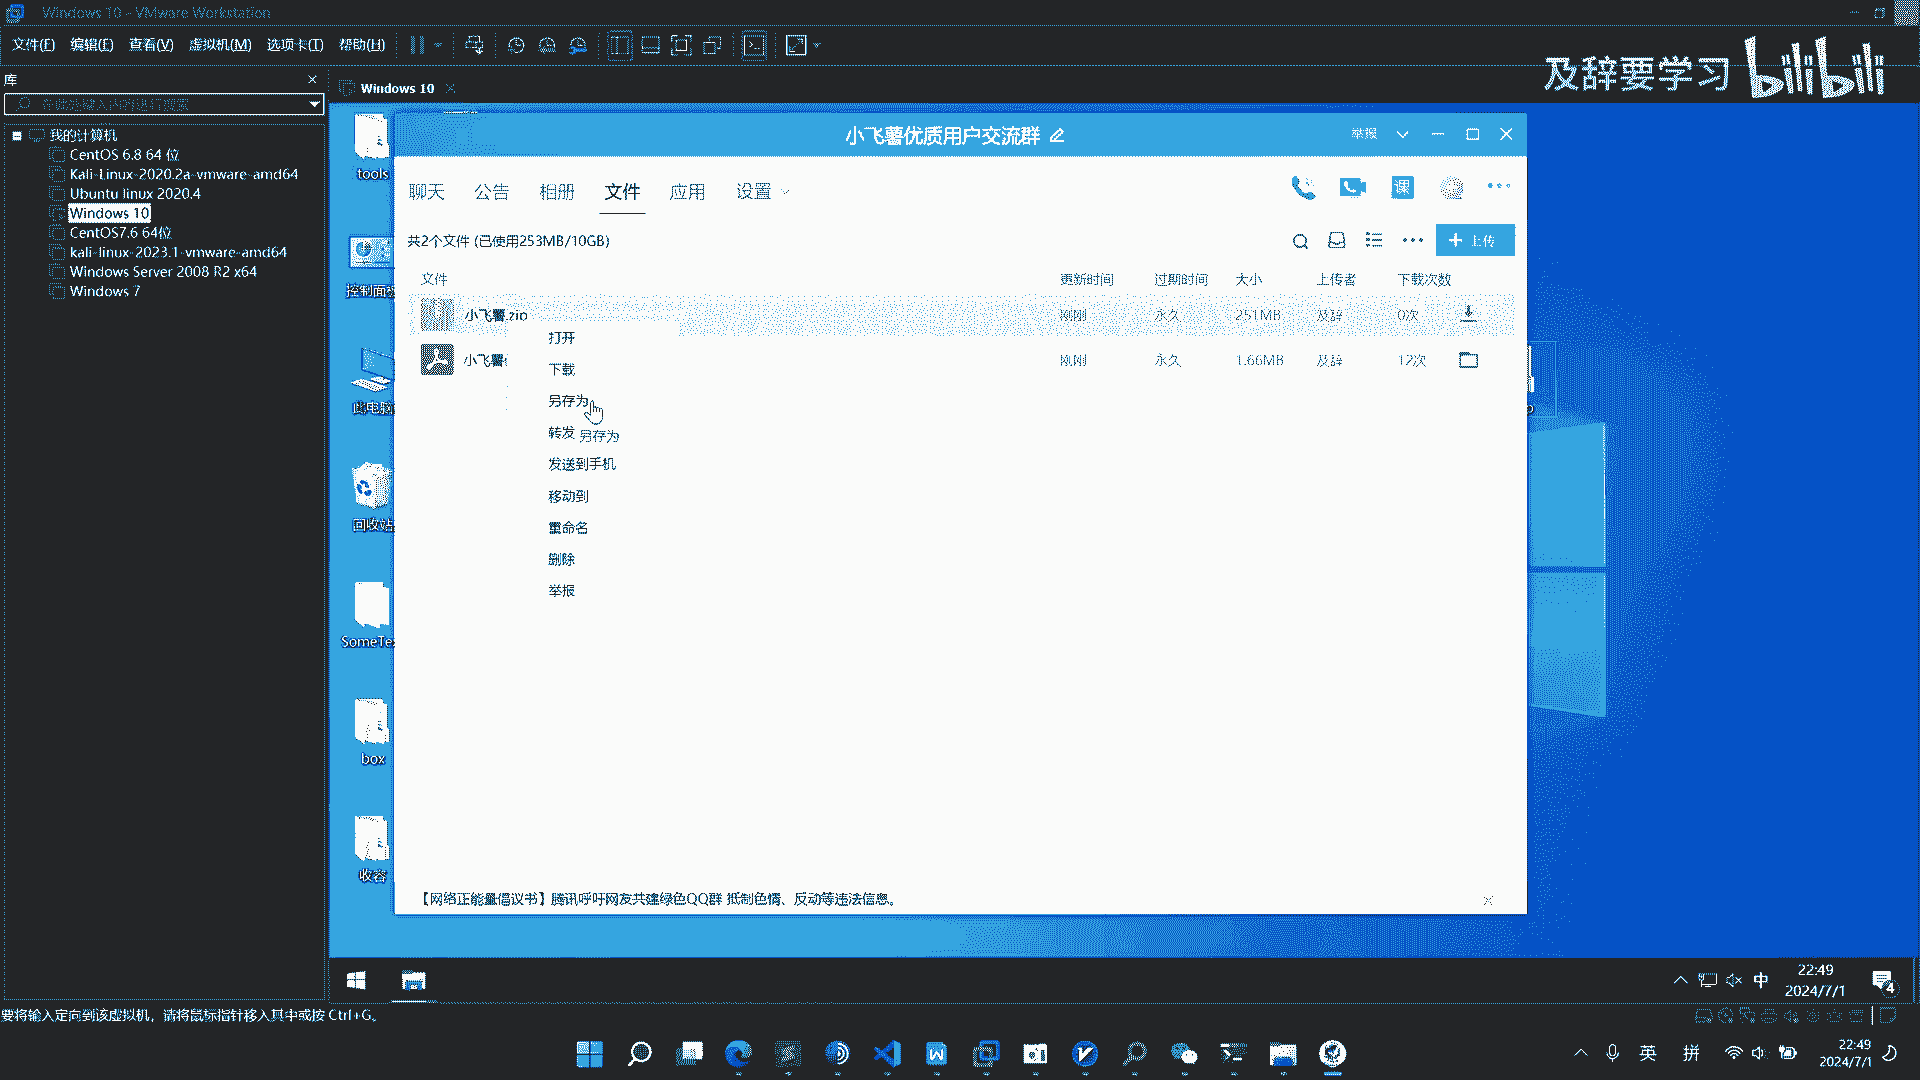 Windows 10 - VMware Workstation
文件(F) 编辑(E) 查看(V) 虚拟机(M) 选项卡(T) 帮助(H)
及辞要学习 bilibili
库
在此处键入内容进行搜索
Windows 10
我的计算机
CentOS 6.8 64 位
Kali-Linux-2020.2a-vmware-amd64
Ubuntu linux 2020.4
Windows 10
CentOS7.6 64位
kali-linux-2023.1-vmware-amd64
Windows Server 2008 R2 x64
Windows 7
tools
控制面板
此电脑
回收站
SomeTe
box
收容
小飞薯优质用户交流群
举报
聊天 公告 相册 文件 应用 设置
课
共2个文件 (已使用253MB/10GB)
上传
文件 更新时间 过期时间 大小 上传者 下载次数
小飞薯.zip 刚刚 永久 251MB 及辞 0次
小飞薯 刚刚 永久 1.66MB 及辞 12次
打开
下载
另存为
转发
另存为
发送到手机
移动到
重命名
删除
举报
【网络正能量倡议书】腾讯呼吁网友共建绿色QQ群 抵制色情、反动等违法信息。
中
22:49
2024/7/1
4
要将输入定向到该虚拟机，请将鼠标指针移入其中或按 Ctrl+G。
英 拼
22:49
2024/7/1